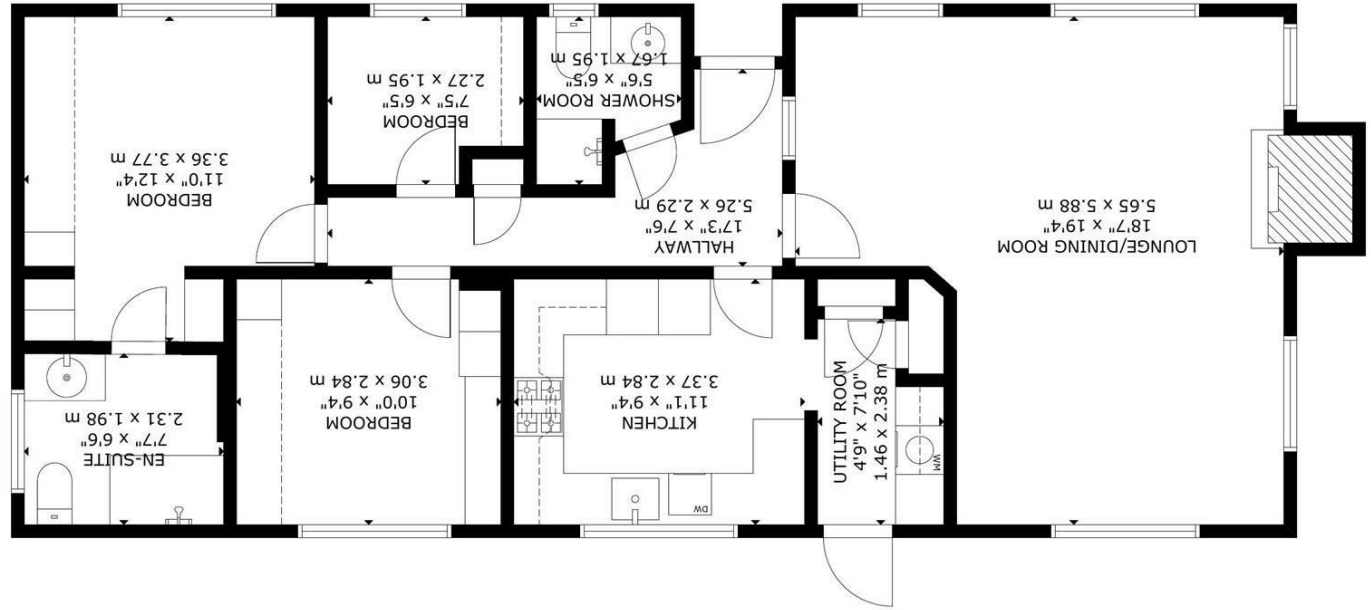 BEDROOM
11'0" x 12'4"
3.36 x 3.77 m
BEDROOM
7'5" x 6'5"
2.27 x 1.95 m
SHOWER ROOM
5'6" x 6'5"
1.67 x 1.95 m
HALLWAY
17'3" x 7'6"
5.26 x 2.29 m
LOUNGE/DINING ROOM
18'7" x 19'4"
5.65 x 5.88 m
EN-SUITE
7'7" x 6'6"
2.31 x 1.98 m
BEDROOM
10'0" x 9'4"
3.06 x 2.84 m
KITCHEN
11'1" x 9'4"
3.37 x 2.84 m
DW
UTILITY ROOM
4'9" x 7'10"
1.46 x 2.38 m
WM